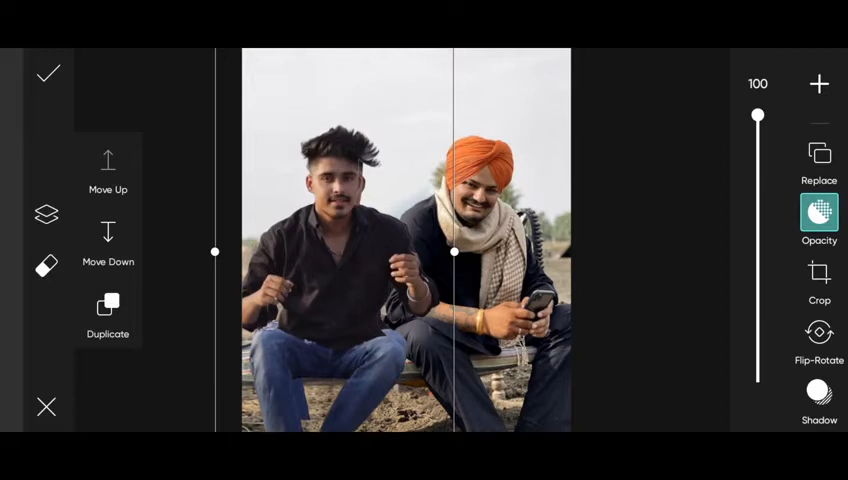 Move Up
Move Down
Duplicate
100
Replace
Opacity
Crop
Flip-Rotate
Shadow